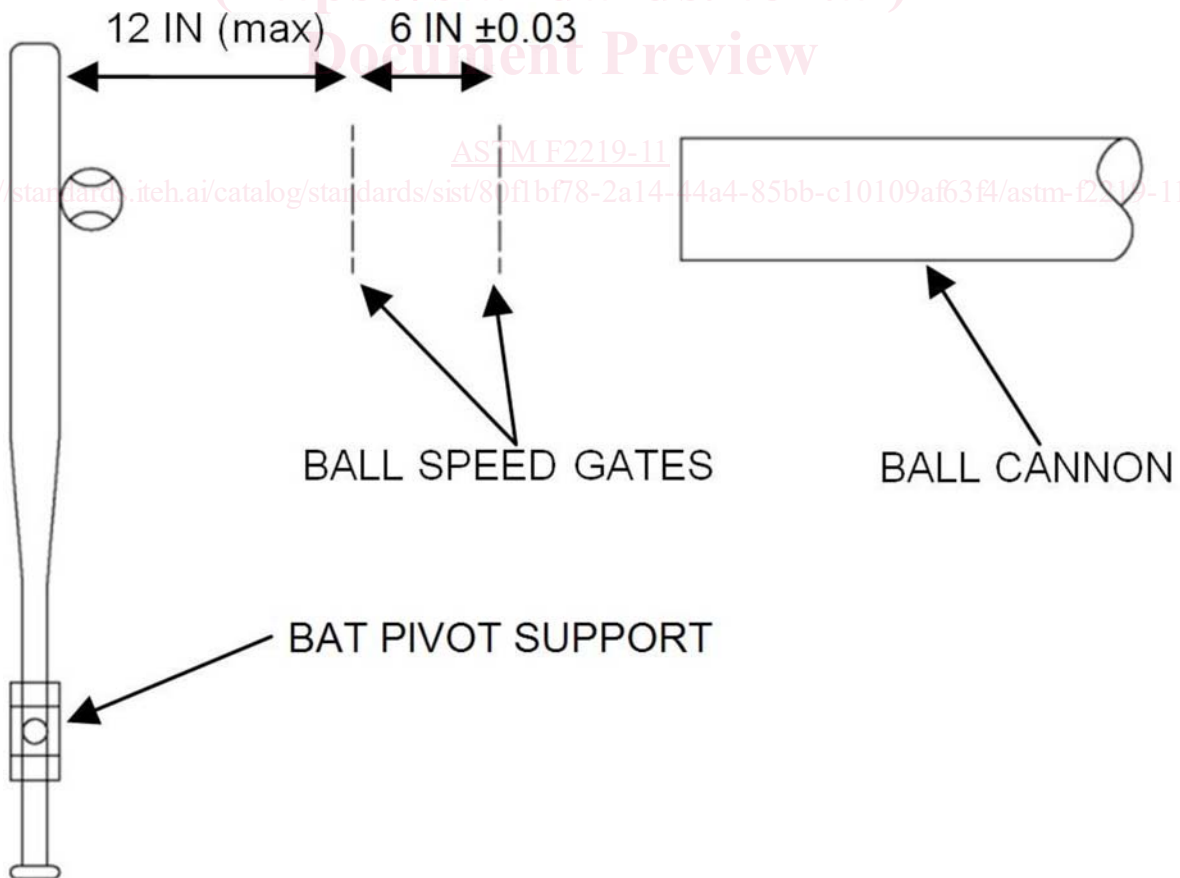 12 IN (max) 6 IN ±0.03
Document Preview
ASTM F2219-11
/standards.iteh.ai/catalog/standards/sist/80f1bf78-2a14-44a4-85bb-c10109af63f4/astm-f2219-11
BALL SPEED GATES
BALL CANNON
BAT PIVOT SUPPORT